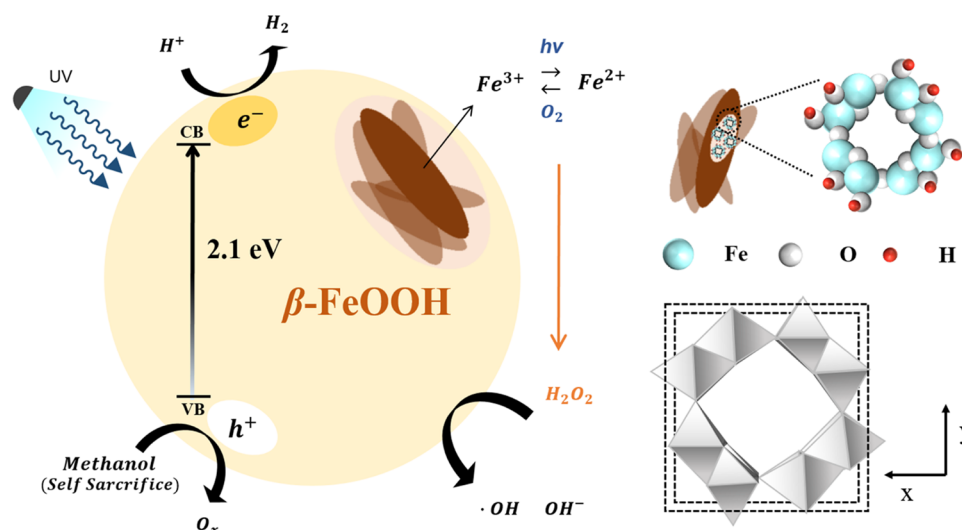 UV
H⁺
H₂
CB
e⁻
2.1 eV
VB
h⁺
Methanol
(Self Sarcrifice)
Oₓ
β-FeOOH
hv
Fe³⁺ ⇄ Fe²⁺
O₂
H₂O₂
· OH OH⁻
Fe O H
y
x